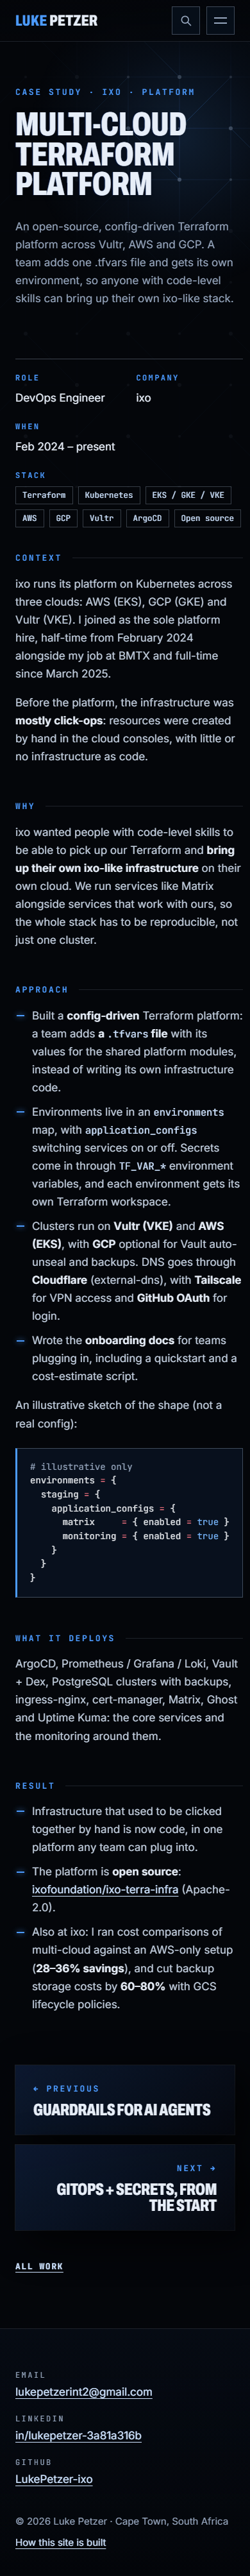 LUKE PETZER
CASE STUDY · IXO · PLATFORM
MULTI-CLOUD
TERRAFORM
PLATFORM
An open-source, config-driven Terraform
platform across Vultr, AWS and GCP. A
team adds one .tfvars file and gets its own
environment, so anyone with code-level
skills can bring up their own ixo-like stack.
ROLE
DevOps Engineer
COMPANY
ixo
WHEN
Feb 2024 – present
STACK
Terraform Kubernetes EKS / GKE / VKE
AWS GCP Vultr ArgoCD Open source
CONTEXT
ixo runs its platform on Kubernetes across
three clouds: AWS (EKS), GCP (GKE) and
Vultr (VKE). I joined as the sole platform
hire, half-time from February 2024
alongside my job at BMTX and full-time
since March 2025.
Before the platform, the infrastructure was
mostly click-ops: resources were created
by hand in the cloud consoles, with little or
no infrastructure as code.
WHY
ixo wanted people with code-level skills to
be able to pick up our Terraform and bring
up their own ixo-like infrastructure on their
own cloud. We run services like Matrix
alongside services that work with ours, so
the whole stack has to be reproducible, not
just one cluster.
APPROACH
Built a config-driven Terraform platform:
a team adds a .tfvars file with its
values for the shared platform modules,
instead of writing its own infrastructure
code.
Environments live in an environments
map, with application_configs
switching services on or off. Secrets
come in through TF_VAR_* environment
variables, and each environment gets its
own Terraform workspace.
Clusters run on Vultr (VKE) and AWS
(EKS), with GCP optional for Vault auto-
unseal and backups. DNS goes through
Cloudflare (external-dns), with Tailscale
for VPN access and GitHub OAuth for
login.
Wrote the onboarding docs for teams
plugging in, including a quickstart and a
cost-estimate script.
An illustrative sketch of the shape (not a
real config):
# illustrative only
environments = {
staging = {
application_configs = {
matrix = { enabled = true }
monitoring = { enabled = true }
}
}
}
WHAT IT DEPLOYS
ArgoCD, Prometheus / Grafana / Loki, Vault
+ Dex, PostgreSQL clusters with backups,
ingress-nginx, cert-manager, Matrix, Ghost
and Uptime Kuma: the core services and
the monitoring around them.
RESULT
Infrastructure that used to be clicked
together by hand is now code, in one
platform any team can plug into.
The platform is open source:
ixofoundation/ixo-terra-infra (Apache-
2.0).
Also at ixo: I ran cost comparisons of
multi-cloud against an AWS-only setup
(28–36% savings), and cut backup
storage costs by 60–80% with GCS
lifecycle policies.
← PREVIOUS
GUARDRAILS FOR AI AGENTS
NEXT →
GITOPS + SECRETS, FROM
THE START
ALL WORK
EMAIL
lukepetzerint2@gmail.com
LINKEDIN
in/lukepetzer-3a81a316b
GITHUB
LukePetzer-ixo
© 2026 Luke Petzer · Cape Town, South Africa
How this site is built